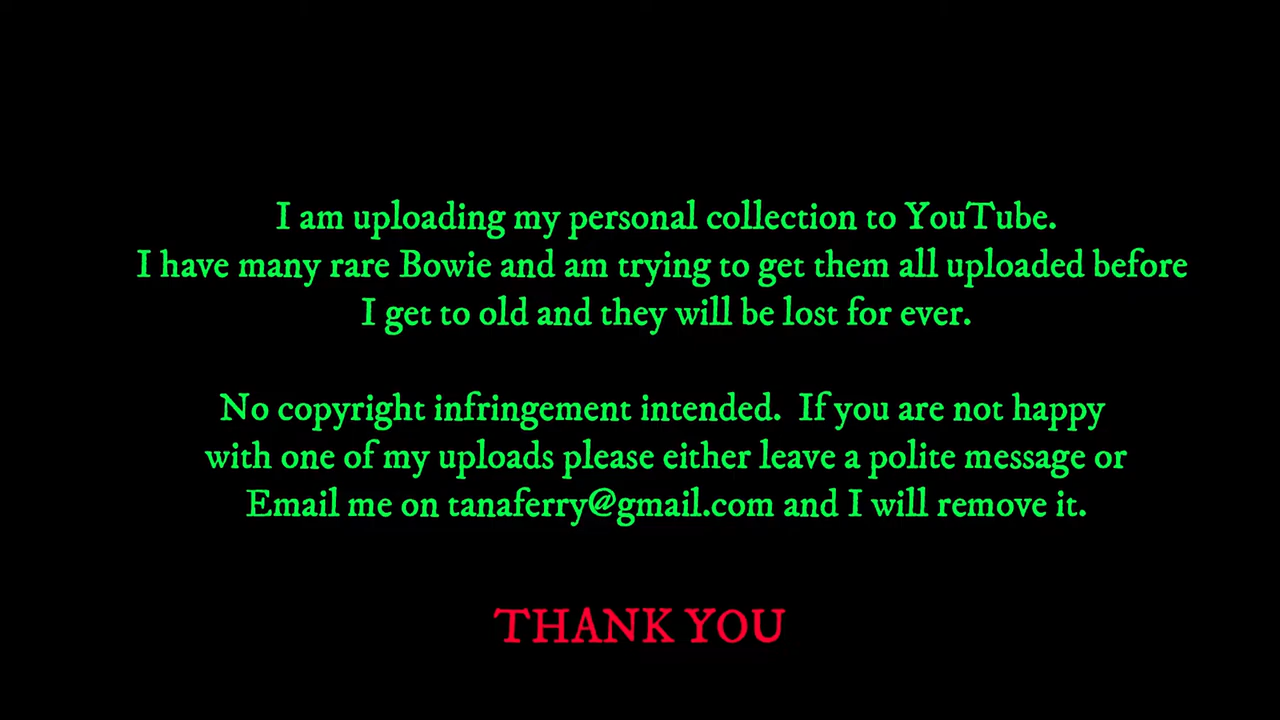 I am uploading my personal collection to YouTube.
I have many rare Bowie and am trying to get them all uploaded before
I get to old and they will be lost for ever.
No copyright infringement intended.  If you are not happy
with one of my uploads please either leave a polite message or
Email me on tanaferry@gmail.com and I will remove it.
THANK YOU